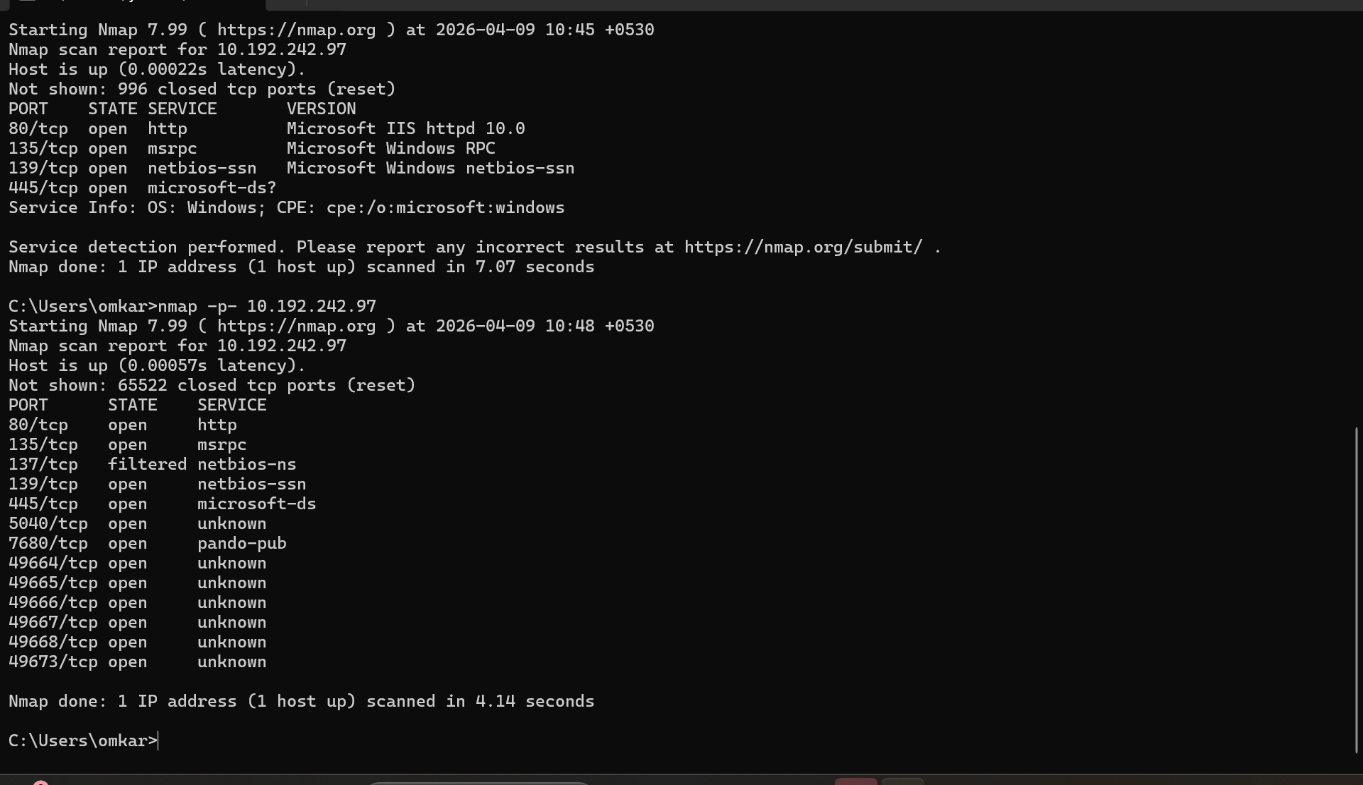 Starting Nmap 7.99 ( https://nmap.org ) at 2026-04-09 10:45 +0530
Nmap scan report for 10.192.242.97
Host is up (0.00022s latency).
Not shown: 996 closed tcp ports (reset)
PORT    STATE SERVICE       VERSION
80/tcp  open  http          Microsoft IIS httpd 10.0
135/tcp open  msrpc         Microsoft Windows RPC
139/tcp open  netbios-ssn   Microsoft Windows netbios-ssn
445/tcp open  microsoft-ds?
Service Info: OS: Windows; CPE: cpe:/o:microsoft:windows
Service detection performed. Please report any incorrect results at https://nmap.org/submit/ .
Nmap done: 1 IP address (1 host up) scanned in 7.07 seconds
C:\Users\omkar>nmap -p- 10.192.242.97
Starting Nmap 7.99 ( https://nmap.org ) at 2026-04-09 10:48 +0530
Nmap scan report for 10.192.242.97
Host is up (0.00057s latency).
Not shown: 65522 closed tcp ports (reset)
PORT      STATE    SERVICE
80/tcp    open     http
135/tcp   open     msrpc
137/tcp   filtered netbios-ns
139/tcp   open     netbios-ssn
445/tcp   open     microsoft-ds
5040/tcp  open     unknown
7680/tcp  open     pando-pub
49664/tcp open     unknown
49665/tcp open     unknown
49666/tcp open     unknown
49667/tcp open     unknown
49668/tcp open     unknown
49673/tcp open     unknown
Nmap done: 1 IP address (1 host up) scanned in 4.14 seconds
C:\Users\omkar>